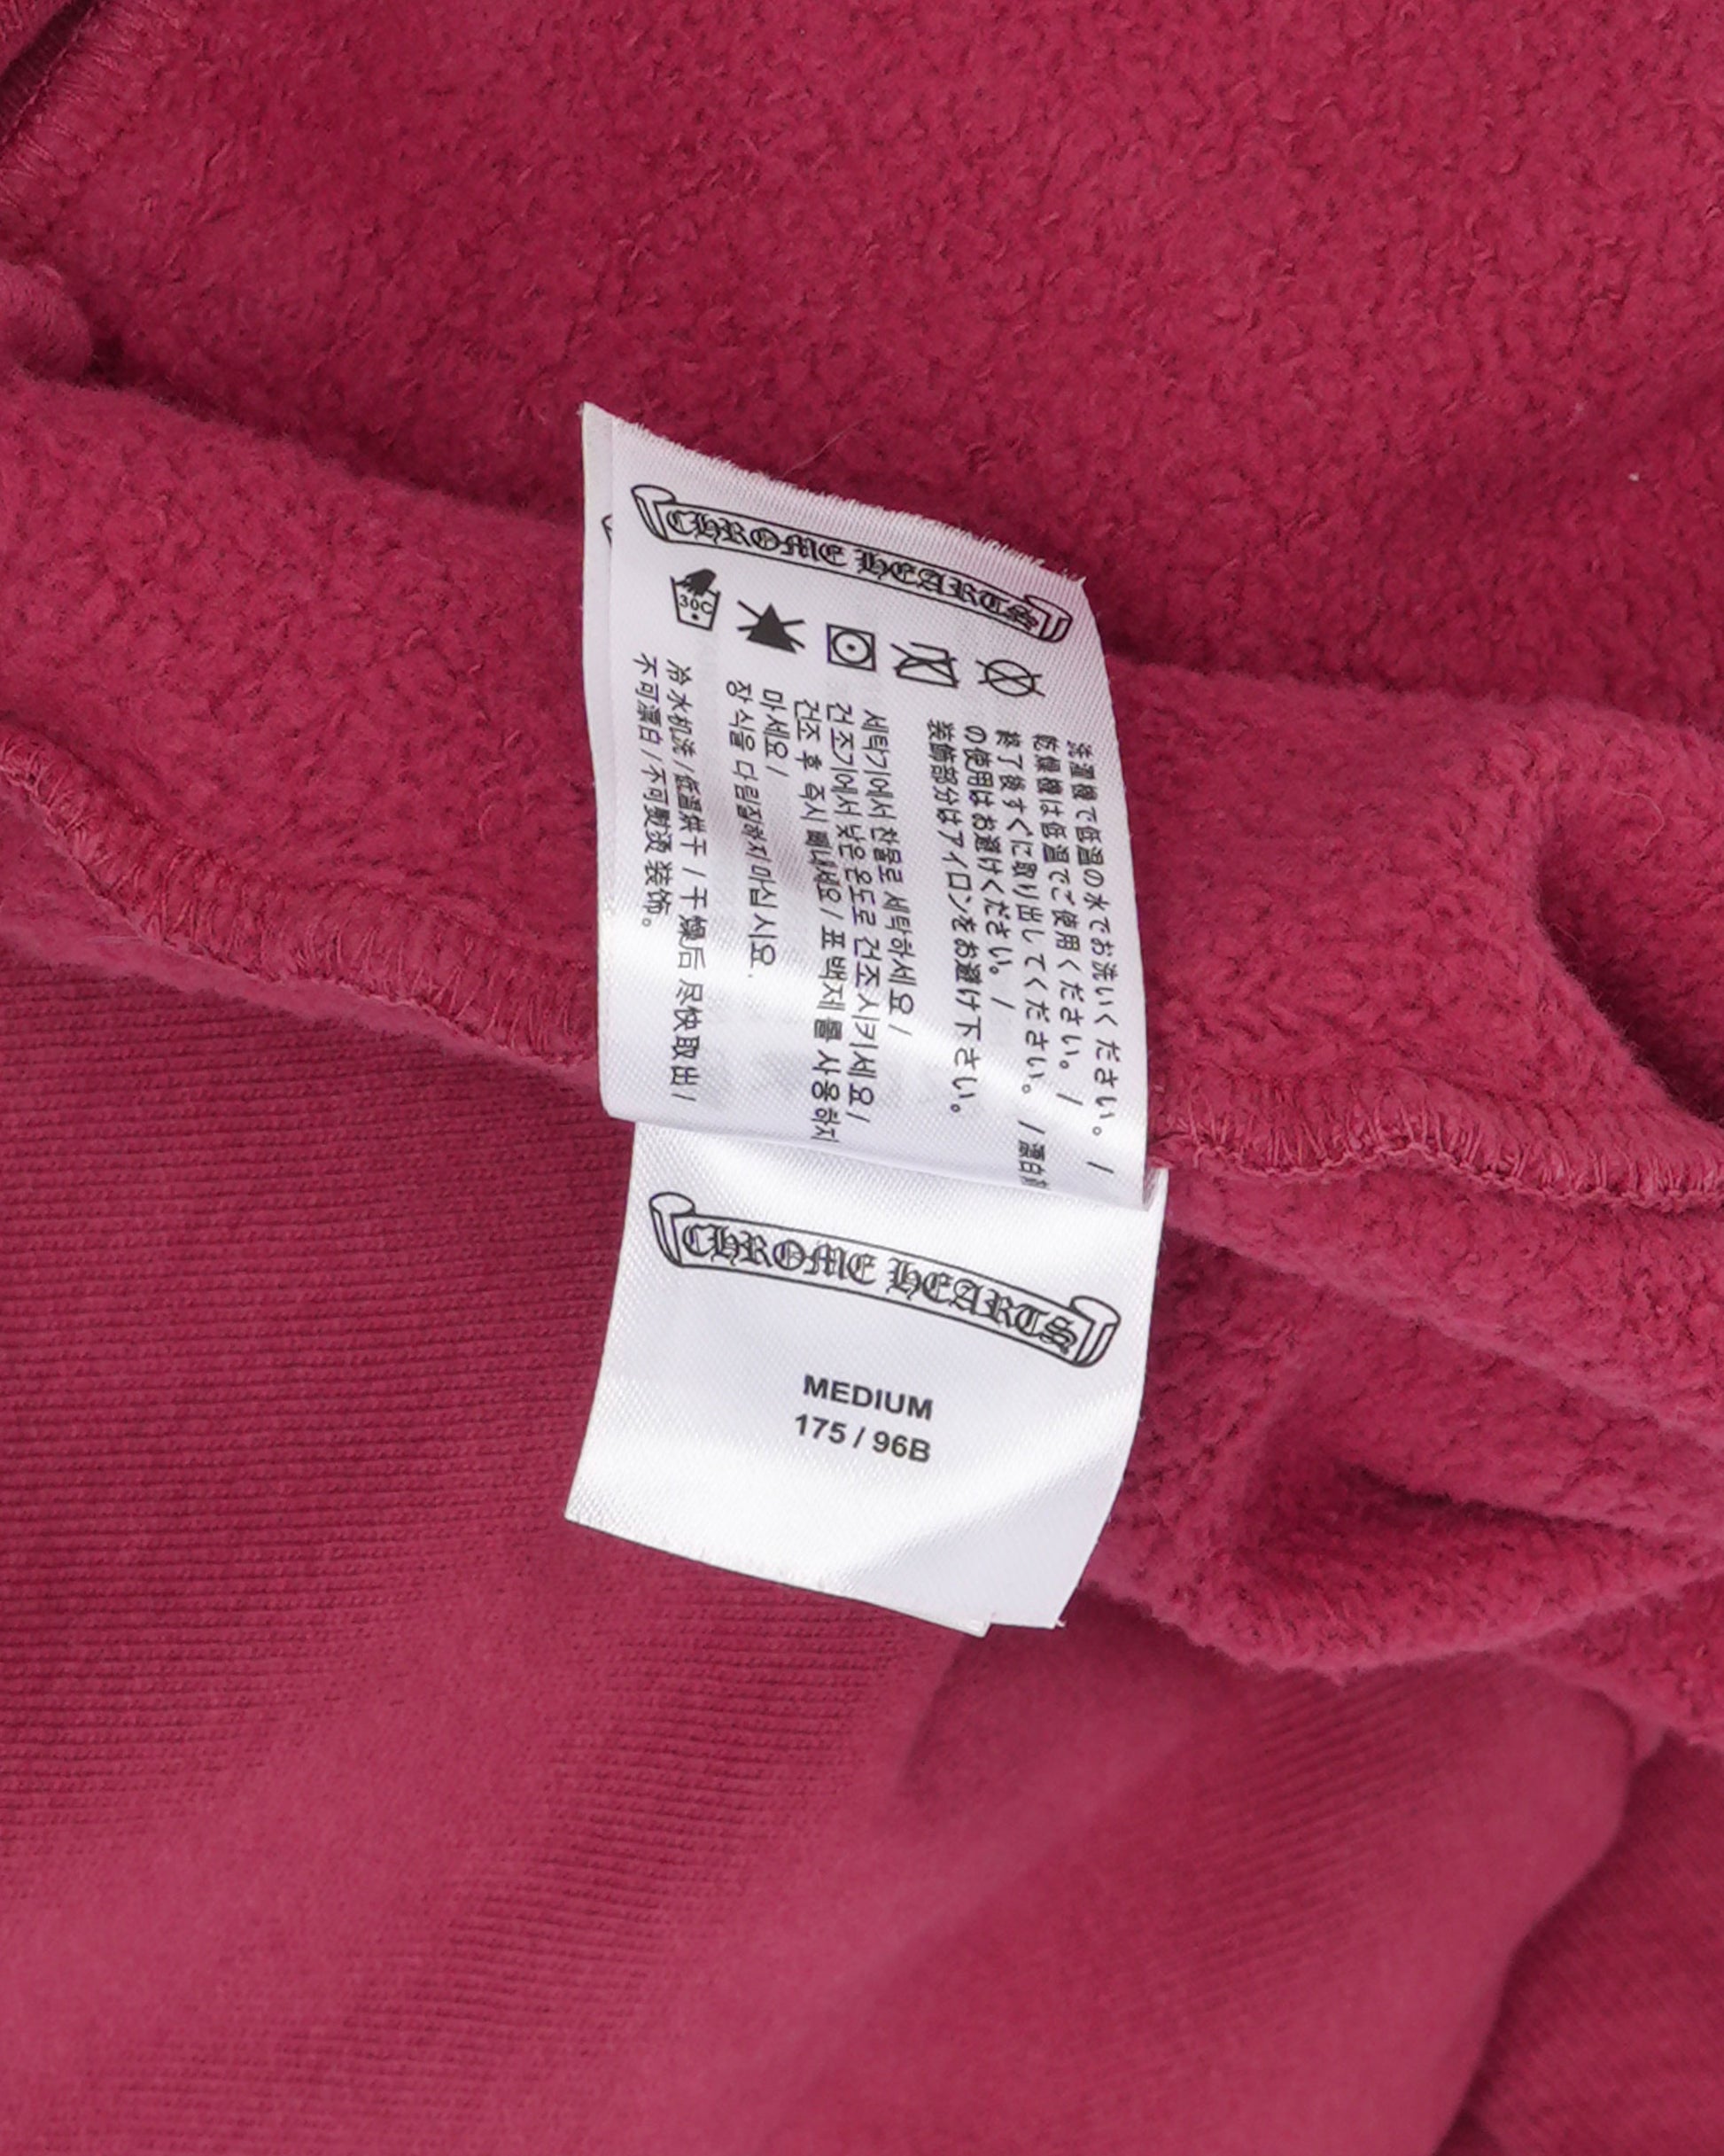 CHROME HEARTS
30C
洗濯機で低温の水でお洗いください。 /
乾燥機は低温でご使用ください。 /
終了後すぐに取り出してください。 / 漂白剤
の使用はお避けください。 /
装飾部分はアイロンをお避け下さい。
세탁기에서 찬물로 세탁하세요 /
건조기에서 낮은 온도로 건조시키세요 /
건조 후 즉시 빼내세요 / 표백제를 사용하지
마세요 /
장식을 다림질하지 마십시요.
冷水机洗 / 低温烘干 / 干燥后尽快取出 /
不可漂白 / 不可熨烫装饰。
CHROME HEARTS
MEDIUM
175 / 96B